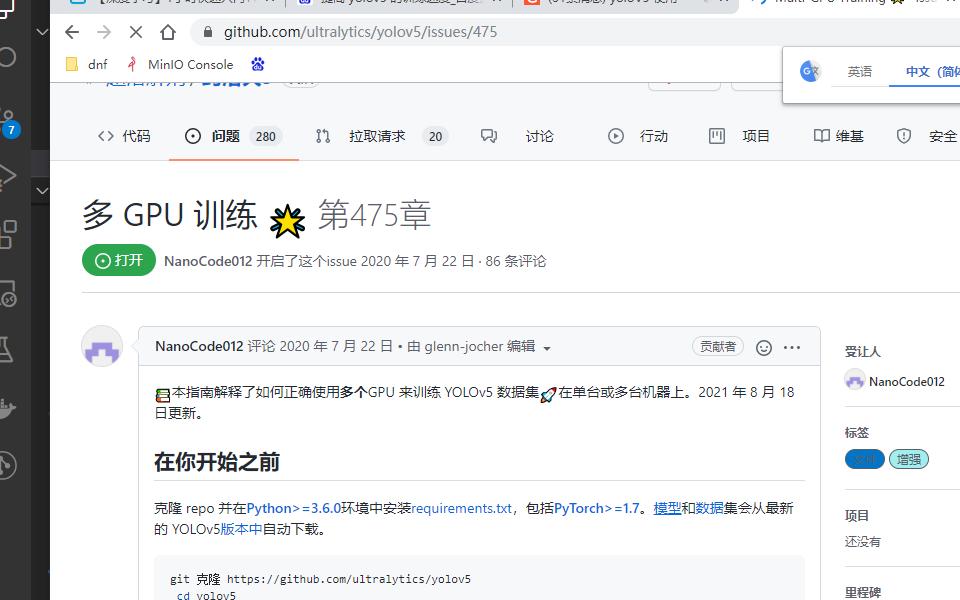 github.com/ultralytics/yolov5/issues/475
dnf MinIO Console
英语 中文（简体
7
代码 问题 280 拉取请求 20 讨论 行动 项目 维基 安全
多 GPU 训练 第475章
打开 NanoCode012 开启了这个issue 2020 年 7 月 22 日 · 86 条评论
NanoCode012 评论 2020 年 7 月 22 日 • 由 glenn-jocher 编辑 贡献者
本指南解释了如何正确使用多个GPU 来训练 YOLOv5 数据集 在单台或多台机器上。2021 年 8 月 18
日更新。
在你开始之前
克隆 repo 并在Python>=3.6.0环境中安装requirements.txt，包括PyTorch>=1.7。模型和数据集会从最新
的 YOLOv5版本中自动下载。
git 克隆 https://github.com/ultralytics/yolov5
cd yolov5
受让人
NanoCode012
标签
增强
项目
还没有
里程碑